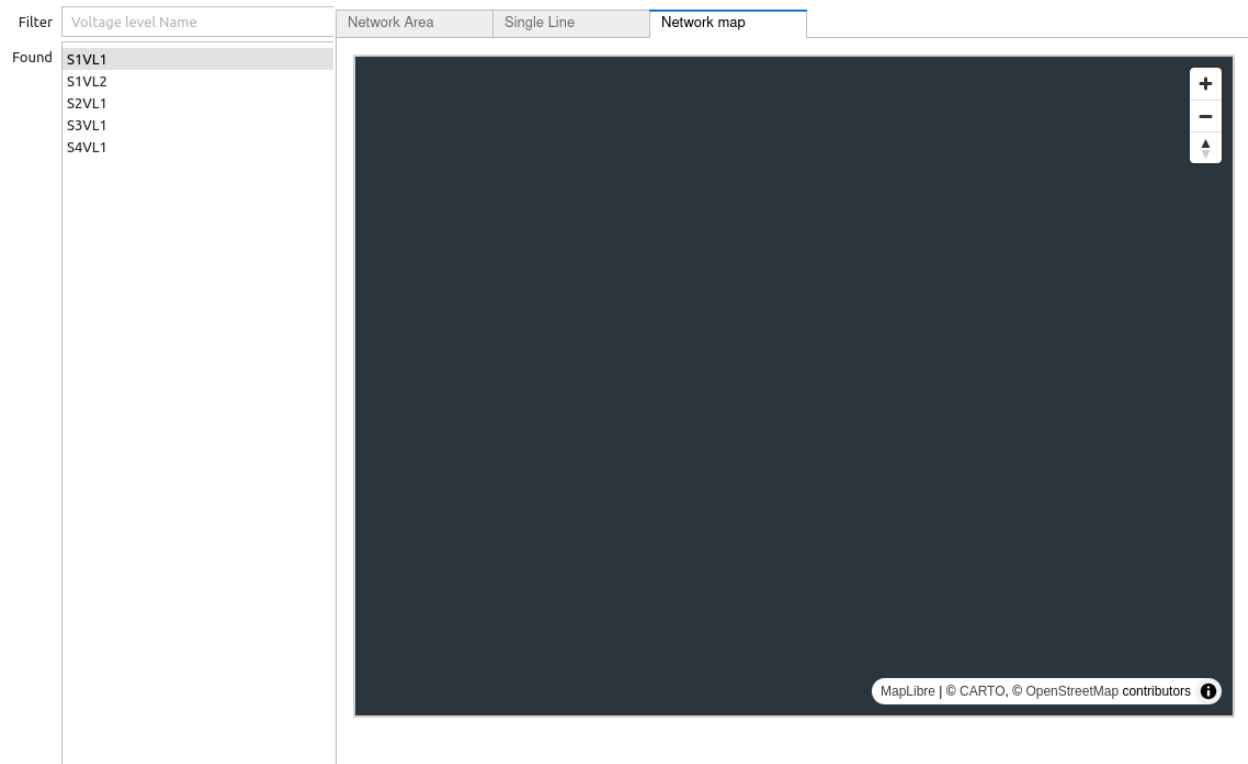 Filter
Voltage level Name
Found
S1VL1
S1VL2
S2VL1
S3VL1
S4VL1
Network Area
Single Line
Network map
MapLibre | © CARTO, © OpenStreetMap contributors